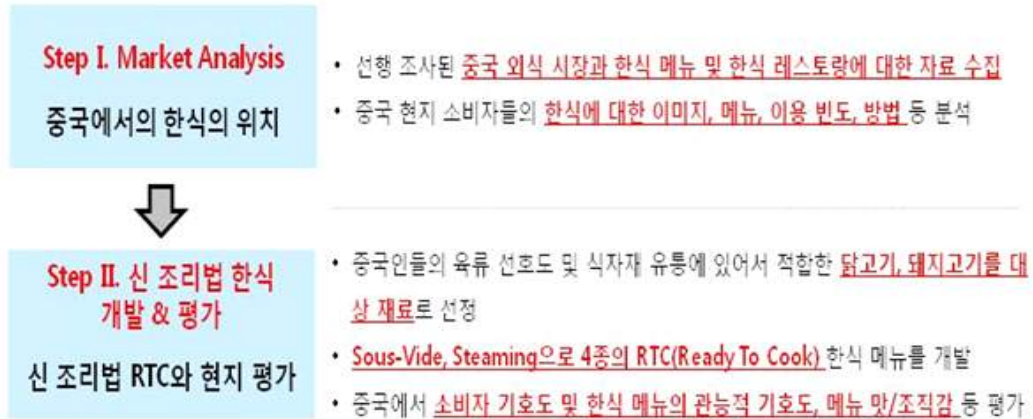 Step I. Market Analysis
중국에서의 한식의 위치
• 선행 조사된 중국 외식 시장과 한식 메뉴 및 한식 레스토랑에 대한 자료 수집
• 중국 현지 소비자들의 한식에 대한 이미지, 메뉴, 이용 빈도, 방법 등 분석
Step II. 신 조리법 한식
개발 & 평가
신 조리법 RTC와 현지 평가
• 중국인들의 육류 선호도 및 식자재 유통에 있어서 적합한 닭고기, 돼지고기를 대
상 재료로 선정
• Sous-Vide, Steaming으로 4종의 RTC(Ready To Cook) 한식 메뉴를 개발
• 중국에서 소비자 기호도 및 한식 메뉴의 관능적 기호도, 메뉴 맛/조직감 등 평가